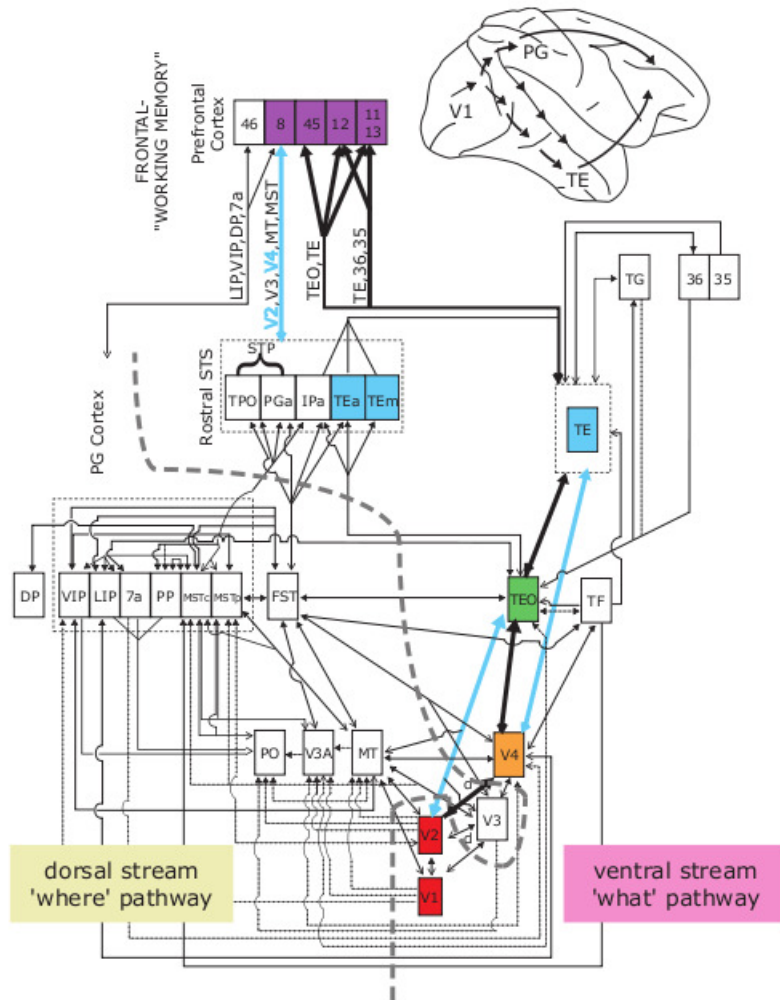 PG
V1
TE
FRONTAL-
"WORKING MEMORY"
Prefrontal
Cortex
46
8
45
12
11
13
LIP,VIP,DP,7a
V2,V3,V4,MT,MST
TEO,TE
TE,36,35
TG
36
35
Rostral STS
STP
TPO
PGa
IPa
TEa
TEm
TE
PG Cortex
DP
VIP
LIP
7a
PP
MSTc
MSTp
FST
TEO
TF
PO
V3A
MT
V4
d
V2
V3
d
V1
dorsal stream
'where' pathway
ventral stream
'what' pathway